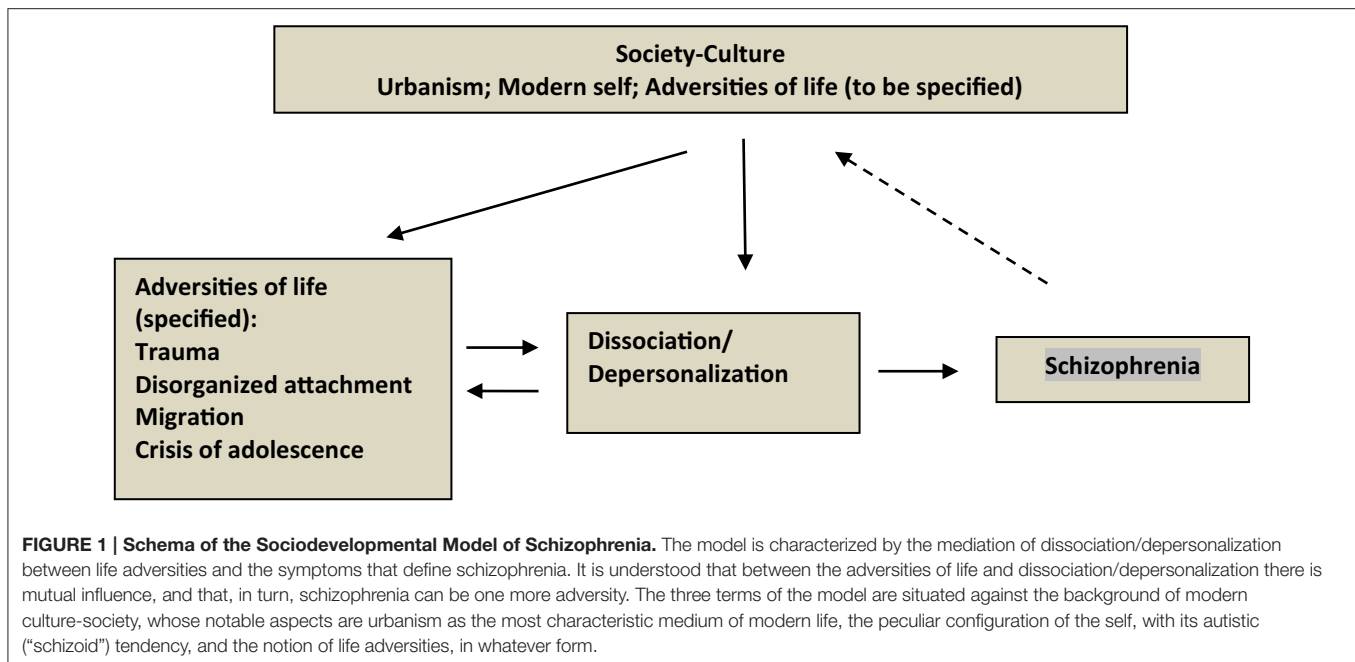 Society-Culture
Urbanism; Modern self; Adversities of life (to be specified)
Adversities of life
(specified):
Trauma
Disorganized attachment
Migration
Crisis of adolescence
Dissociation/
Depersonalization
Schizophrenia
FIGURE 1 | Schema of the Sociodevelopmental Model of Schizophrenia. The model is characterized by the mediation of dissociation/depersonalization
between life adversities and the symptoms that define schizophrenia. It is understood that between the adversities of life and dissociation/depersonalization there is
mutual influence, and that, in turn, schizophrenia can be one more adversity. The three terms of the model are situated against the background of modern
culture-society, whose notable aspects are urbanism as the most characteristic medium of modern life, the peculiar configuration of the self, with its autistic
(“schizoid”) tendency, and the notion of life adversities, in whatever form.